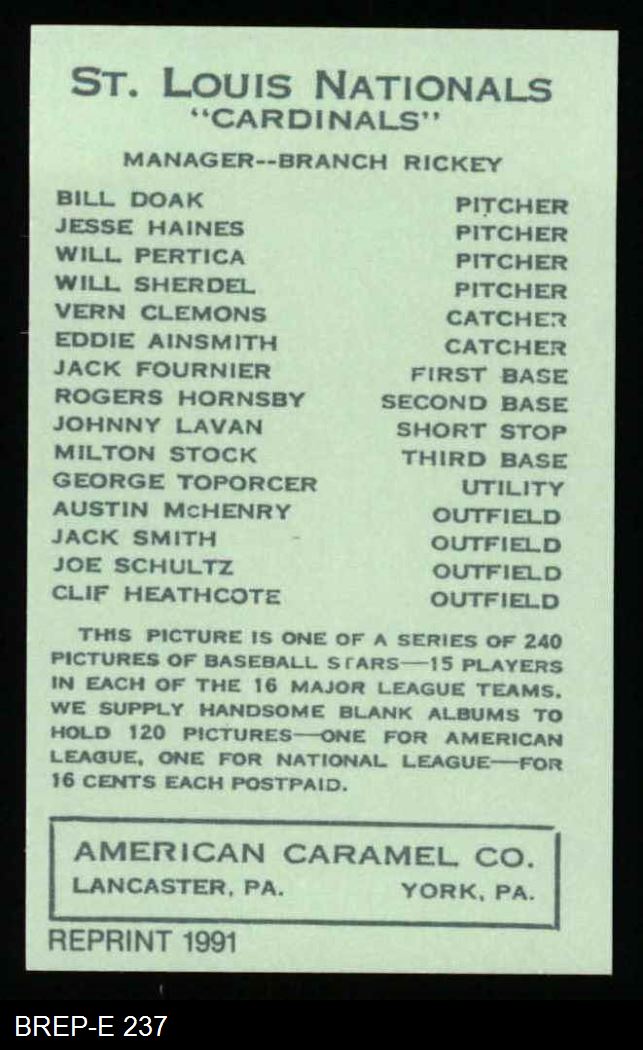 ST. LOUIS NATIONALS
"CARDINALS"
MANAGER--BRANCH RICKEY
BILL DOAK PITCHER
JESSE HAINES PITCHER
WILL PERTICA PITCHER
WILL SHERDEL PITCHER
VERN CLEMONS CATCHER
EDDIE AINSMITH CATCHER
JACK FOURNIER FIRST BASE
ROGERS HORNSBY SECOND BASE
JOHNNY LAVAN SHORT STOP
MILTON STOCK THIRD BASE
GEORGE TOPORCER UTILITY
AUSTIN McHENRY OUTFIELD
JACK SMITH OUTFIELD
JOE SCHULTZ OUTFIELD
CLIF HEATHCOTE OUTFIELD
THIS PICTURE IS ONE OF A SERIES OF 240
PICTURES OF BASEBALL STARS—15 PLAYERS
IN EACH OF THE 16 MAJOR LEAGUE TEAMS.
WE SUPPLY HANDSOME BLANK ALBUMS TO
HOLD 120 PICTURES—ONE FOR AMERICAN
LEAGUE, ONE FOR NATIONAL LEAGUE—FOR
16 CENTS EACH POSTPAID.
AMERICAN CARAMEL CO.
LANCASTER, PA. YORK, PA.
REPRINT 1991
BREP-E 237